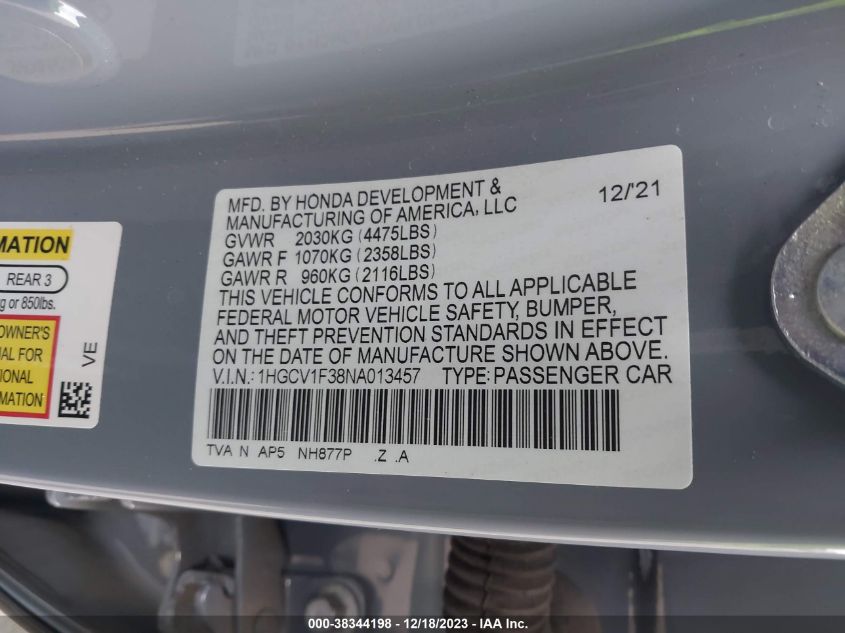 MFD. BY HONDA DEVELOPMENT & 12/'21
MANUFACTURING OF AMERICA, LLC
GVWR 2030KG (4475LBS)
GAWR F 1070KG (2358LBS)
GAWR R 960KG (2116LBS)
THIS VEHICLE CONFORMS TO ALL APPLICABLE
FEDERAL MOTOR VEHICLE SAFETY, BUMPER,
AND THEFT PREVENTION STANDARDS IN EFFECT
ON THE DATE OF MANUFACTURE SHOWN ABOVE.
V.I.N.: 1HGCV1F38NA013457 TYPE: PASSENGER CAR
TVA N AP5 NH877P .Z .A
MATION
REAR 3
g or 850lbs.
OWNER'S
FOR
IONAL
RMATION
VE
000-38344198 - 12/18/2023 - IAA Inc.